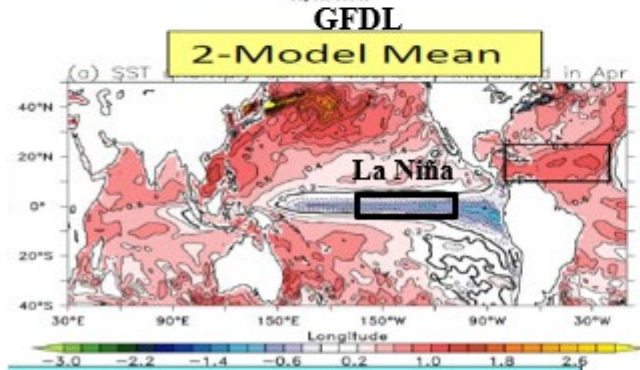 GFDL
2-Model Mean
(a) SST in Apr
40°N
20°N
La Niña
0°
20°S
40°S
30°E 90°E 150°E 150°W 90°W 30°W
Longitude
-3.0 -2.2 -1.4 -0.6 0.2 1.0 1.8 2.6